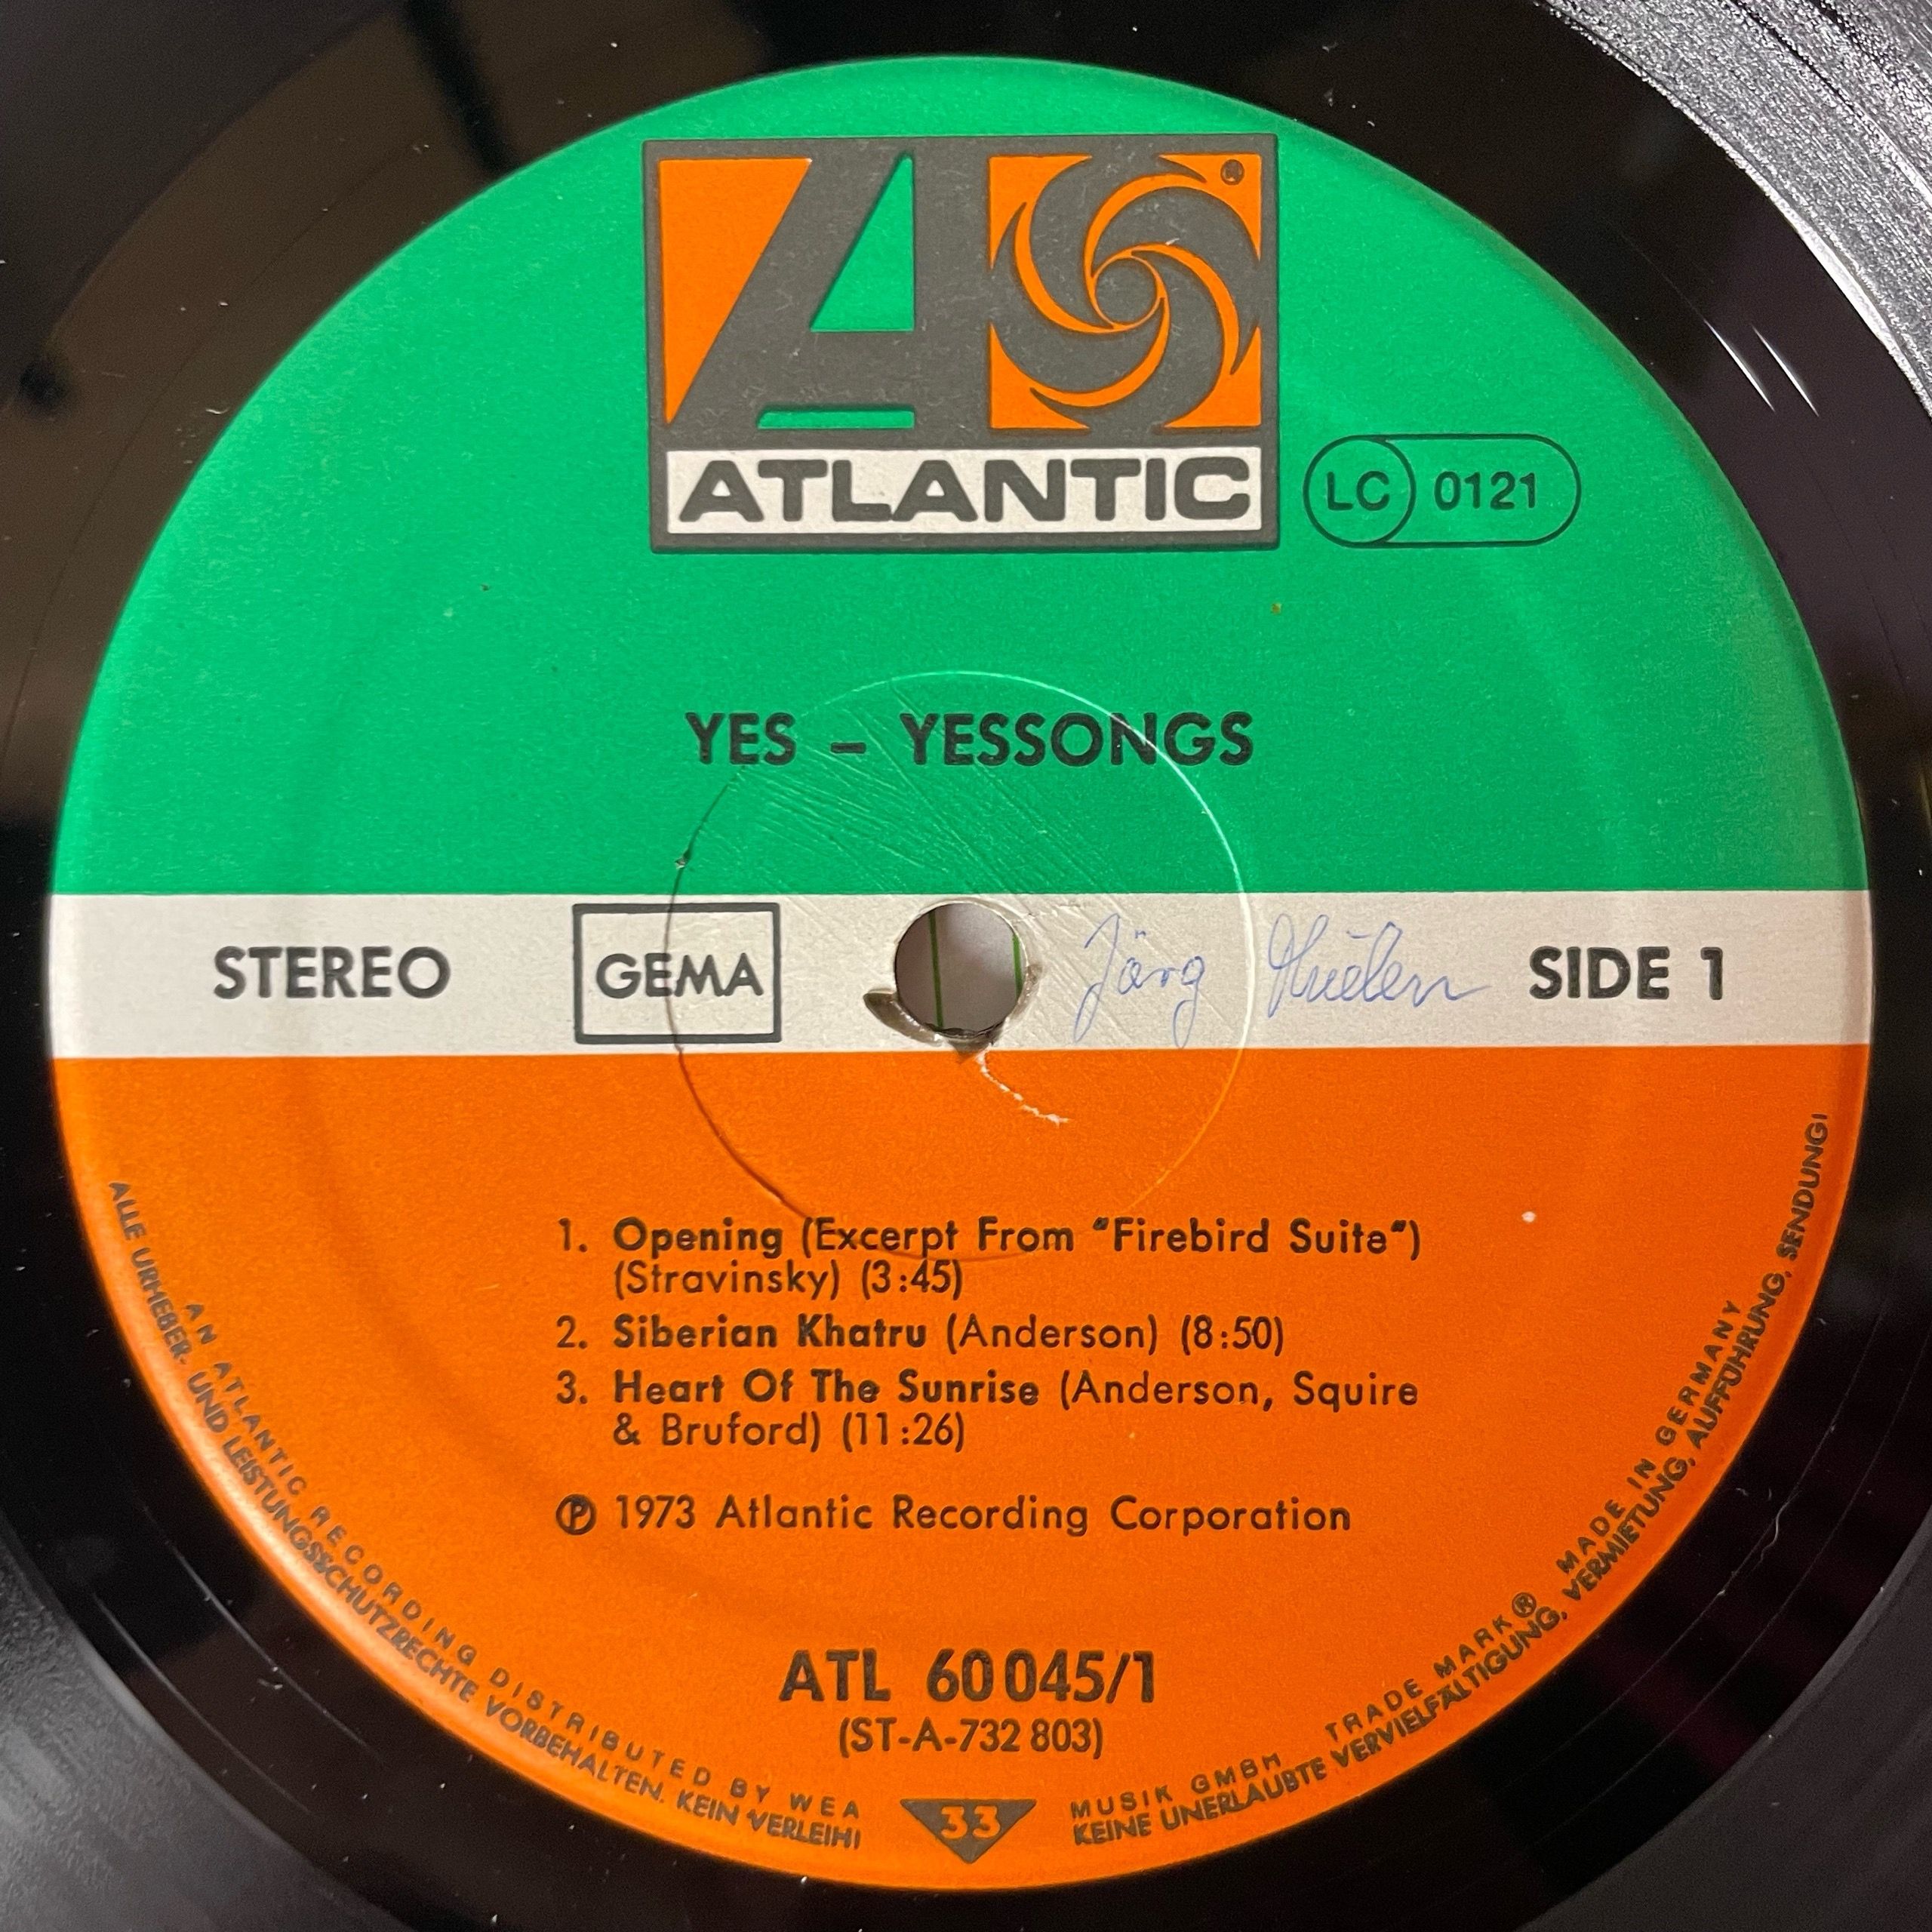 ATLANTIC
®
LC 0121
YES – YESSONGS
STEREO
GEMA
Jörg
SIDE 1
1. Opening (Excerpt From "Firebird Suite")
(Stravinsky) (3:45)
2. Siberian Khatru (Anderson) (8:50)
3. Heart Of The Sunrise (Anderson, Squire
& Bruford) (11:26)
℗ 1973 Atlantic Recording Corporation
ATL 60 045/1
(ST-A-732 803)
33
AN ATLANTIC RECORDING DISTRIBUTED BY WEA MUSIK GMBH TRADE MARK ® MADE IN GERMANY
ALLE URHEBER- UND LEISTUNGSSCHUTZRECHTE VORBEHALTEN. KEIN VERLEIH! KEINE UNERLAUBTE VERVIELFÄLTIGUNG, VERMIETUNG, AUFFÜHRUNG, SENDUNG!